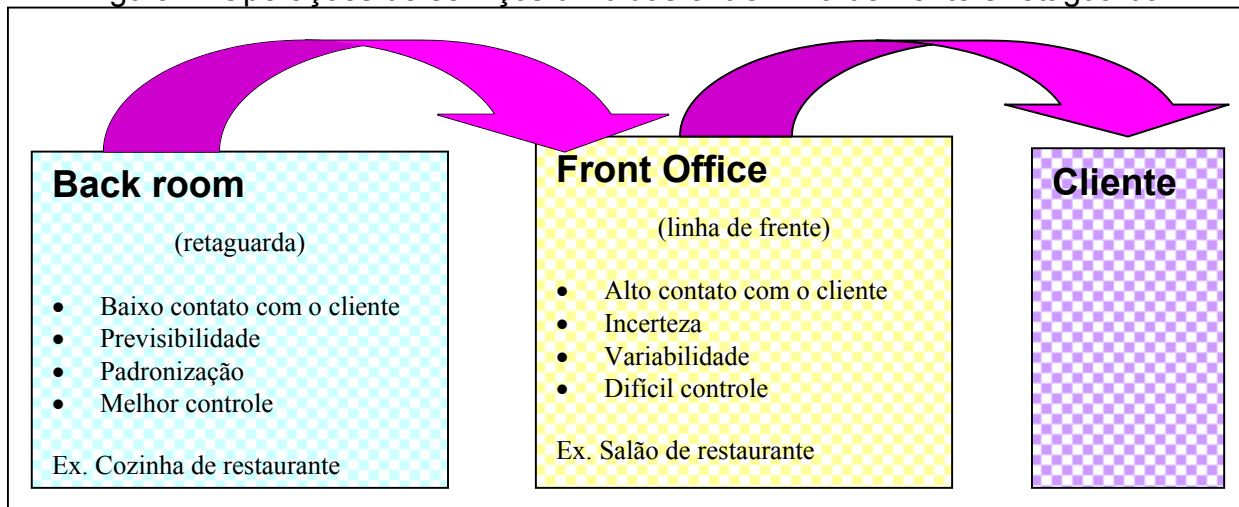 Back room
(retaguarda)
• Baixo contato com o cliente
• Previsibilidade
• Padronização
• Melhor controle
Ex. Cozinha de restaurante
Front Office
(linha de frente)
• Alto contato com o cliente
• Incerteza
• Variabilidade
• Difícil controle
Ex. Salão de restaurante
Cliente